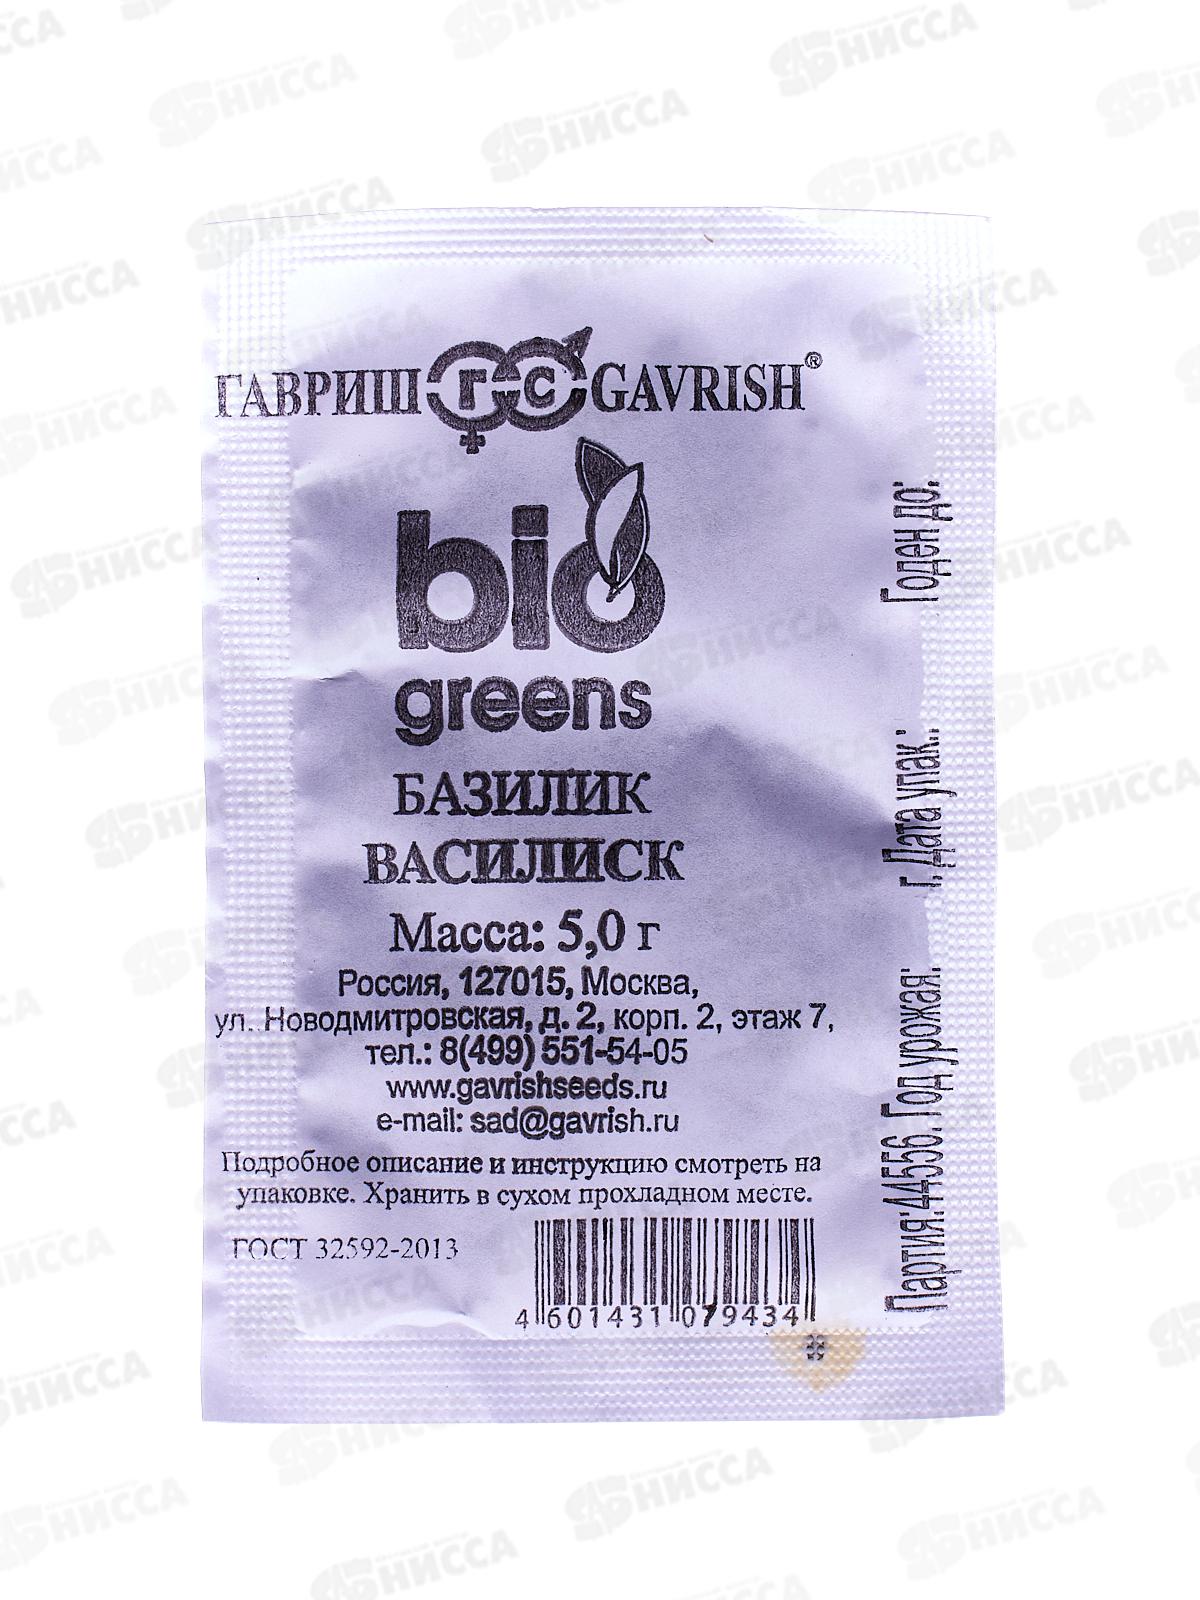 ГАВРИШ ГС GAVRISH®
bio
greens
БАЗИЛИК
ВАСИЛИСК
Масса: 5,0 г
Россия, 127015, Москва,
ул. Новодмитровская, д. 2, корп. 2, этаж 7,
тел.: 8(499) 551-54-05
www.gavrishseeds.ru
e-mail: sad@gavrish.ru
Подробное описание и инструкцию смотреть на
упаковке. Хранить в сухом прохладном месте.
ГОСТ 32592-2013
4 601431 079434
Партия:44556. Год урожая: г. Дата упак.: Годен до:
АБНИССА